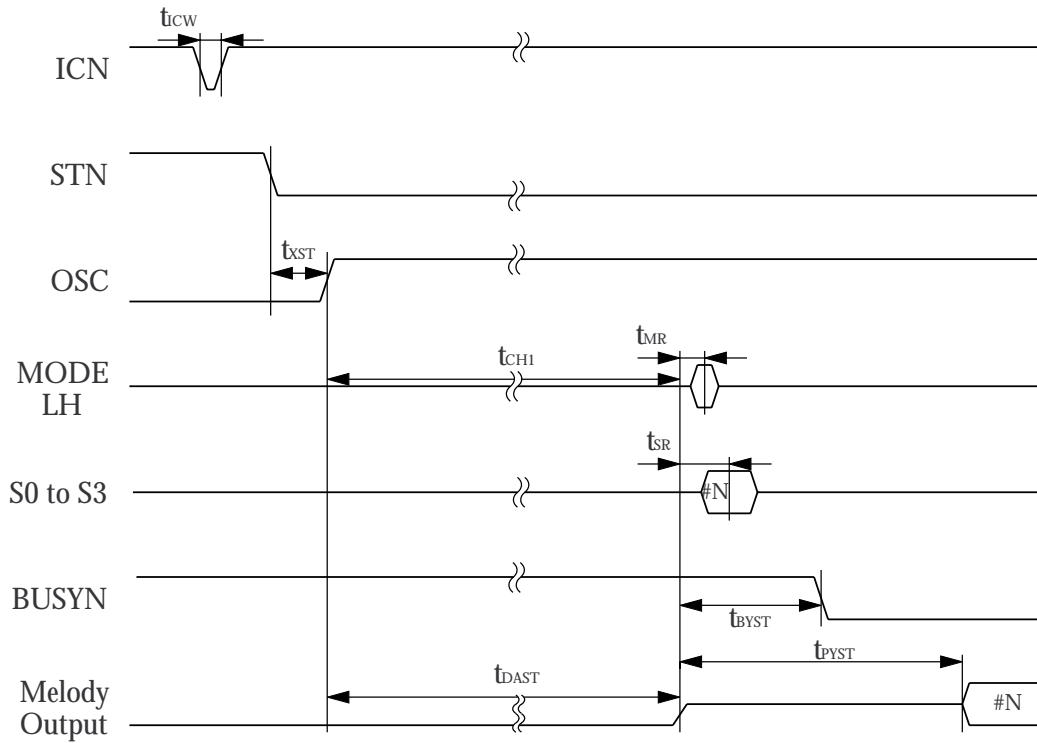 tICW
ICN
STN
tXST
OSC
tMR
tCH1
MODE
LH
tSR
S0 to S3
#N
BUSYN
tBYST
tPYST
tDAST
Melody
Output
#N